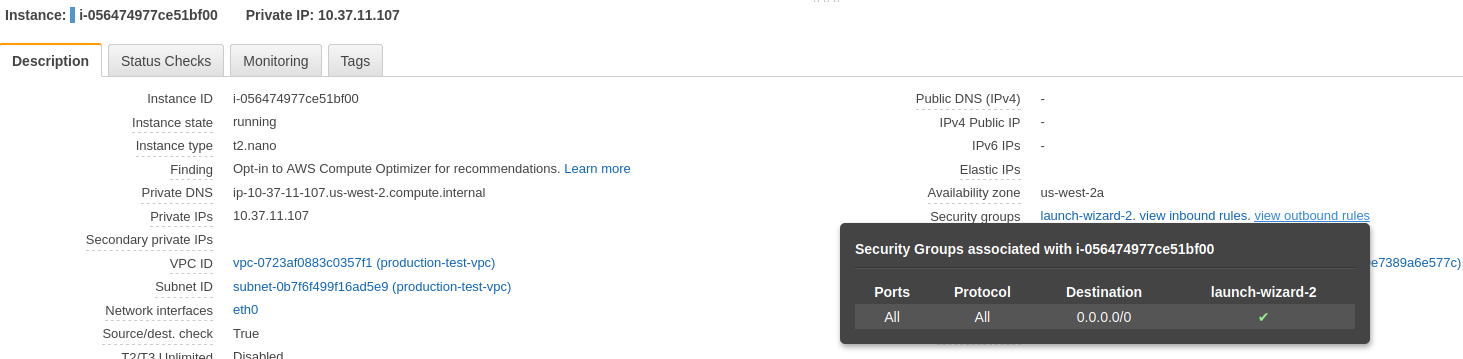 Instance: i-056474977ce51bf00 Private IP: 10.37.11.107
Description Status Checks Monitoring Tags
Instance ID i-056474977ce51bf00
Instance state running
Instance type t2.nano
Finding Opt-in to AWS Compute Optimizer for recommendations. Learn more
Private DNS ip-10-37-11-107.us-west-2.compute.internal
Private IPs 10.37.11.107
Secondary private IPs
VPC ID vpc-0723af0883c0357f1 (production-test-vpc)
Subnet ID subnet-0b7f6f499f16ad5e9 (production-test-vpc)
Network interfaces eth0
Source/dest. check True
T2/T3 Unlimited Disabled
Public DNS (IPv4) -
IPv4 Public IP -
IPv6 IPs -
Elastic IPs
Availability zone us-west-2a
Security groups launch-wizard-2. view inbound rules. view outbound rules
e7389a6e577c)
Security Groups associated with i-056474977ce51bf00
Ports Protocol Destination launch-wizard-2
All All 0.0.0.0/0 ✔